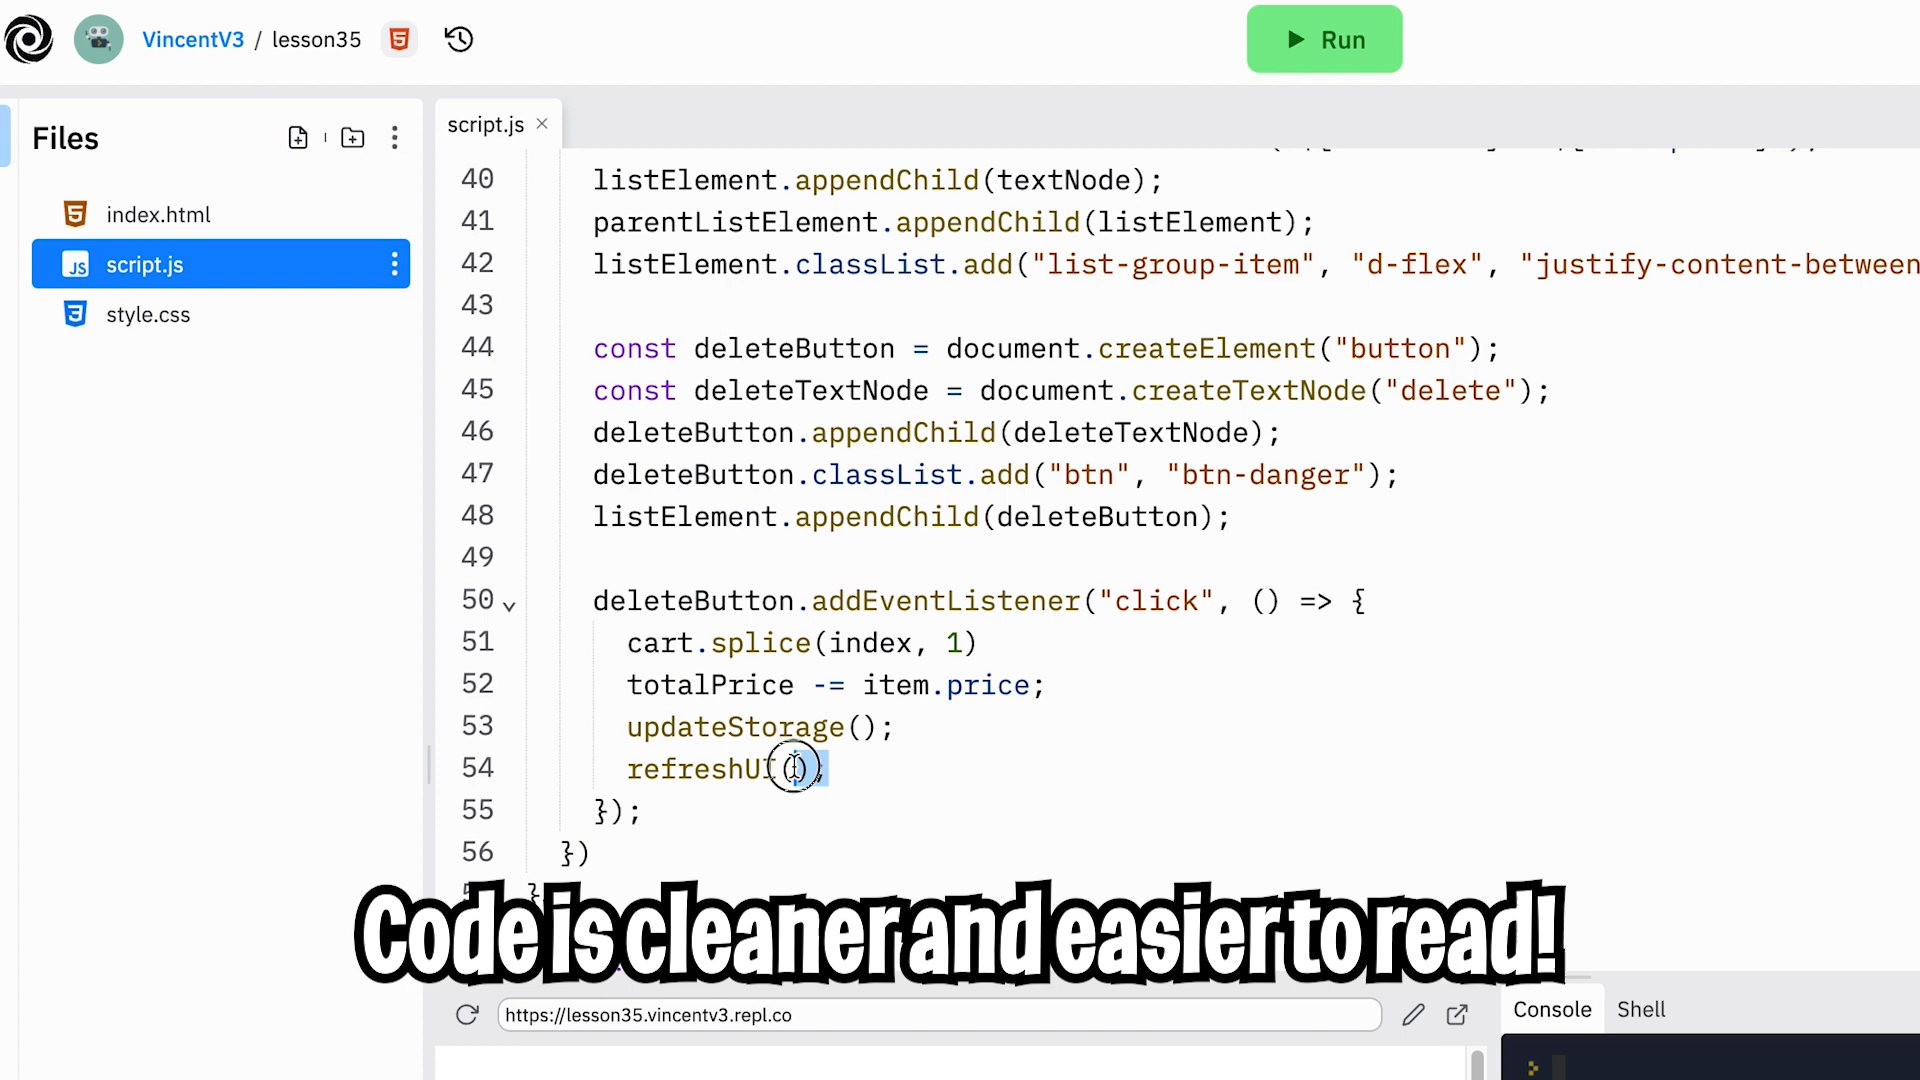 VincentV3 / lesson35
Run
Files
script.js
index.html
script.js
style.css
40 listElement.appendChild(textNode);
41 parentListElement.appendChild(listElement);
42 listElement.classList.add("list-group-item", "d-flex", "justify-content-between
43
44 const deleteButton = document.createElement("button");
45 const deleteTextNode = document.createTextNode("delete");
46 deleteButton.appendChild(deleteTextNode);
47 deleteButton.classList.add("btn", "btn-danger");
48 listElement.appendChild(deleteButton);
49
50 deleteButton.addEventListener("click", () => {
51 cart.splice(index, 1)
52 totalPrice -= item.price;
53 updateStorage();
54 refreshUI();
55 });
56 })
}
Code is cleaner and easier to read!
https://lesson35.vincentv3.repl.co
Console
Shell